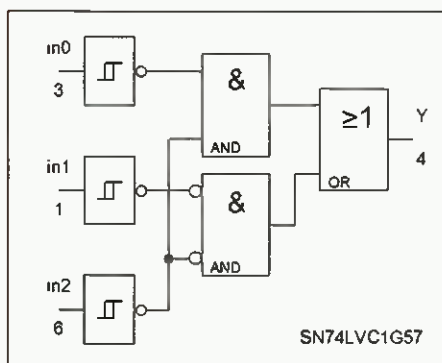 in0
3
&
AND
≥1
OR
Y
4
in1
1
&
AND
in2
6
SN74LVC1G57